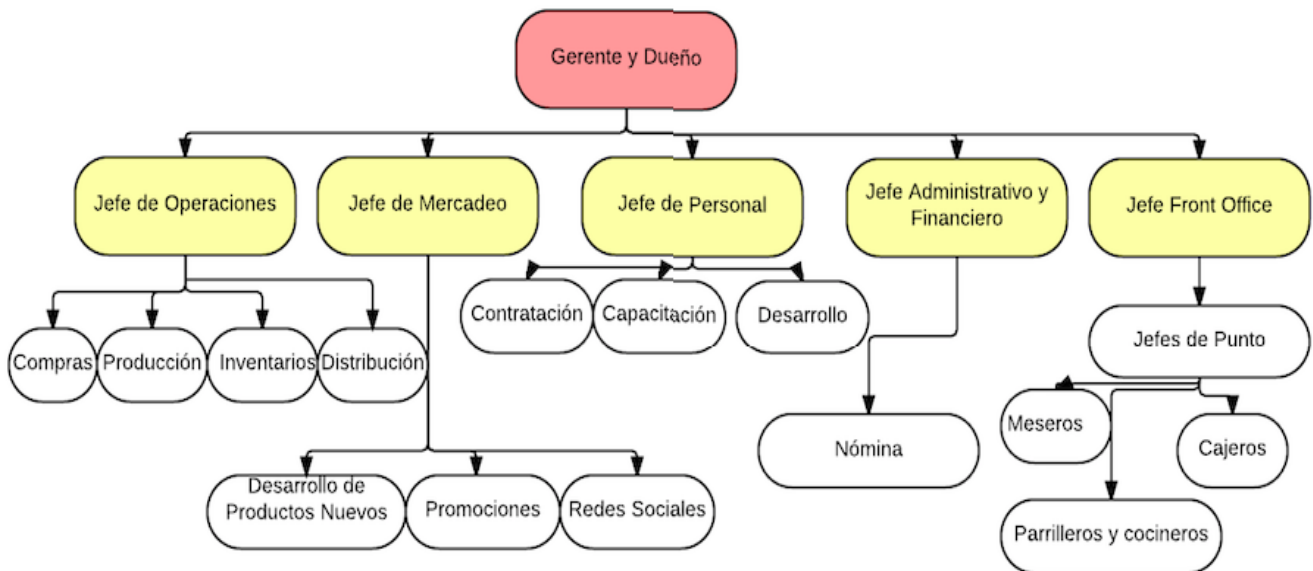 Gerente y Dueño
Jefe de Operaciones
Jefe de Mercadeo
Jefe de Personal
Jefe Administrativo y
Financiero
Jefe Front Office
Compras
Producción
Inventarios
Distribución
Contratación
Capacitación
Desarrollo
Jefes de Punto
Meseros
Cajeros
Nómina
Desarrollo de
Productos Nuevos
Promociones
Redes Sociales
Parrilleros y cocineros